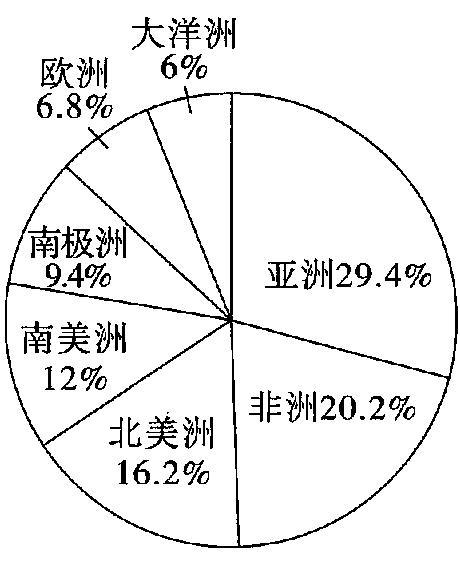 大洋洲
6%
欧洲
6.8%
南极洲
9.4%
亚洲29.4%
南美洲
12%
非洲20.2%
北美洲
16.2%